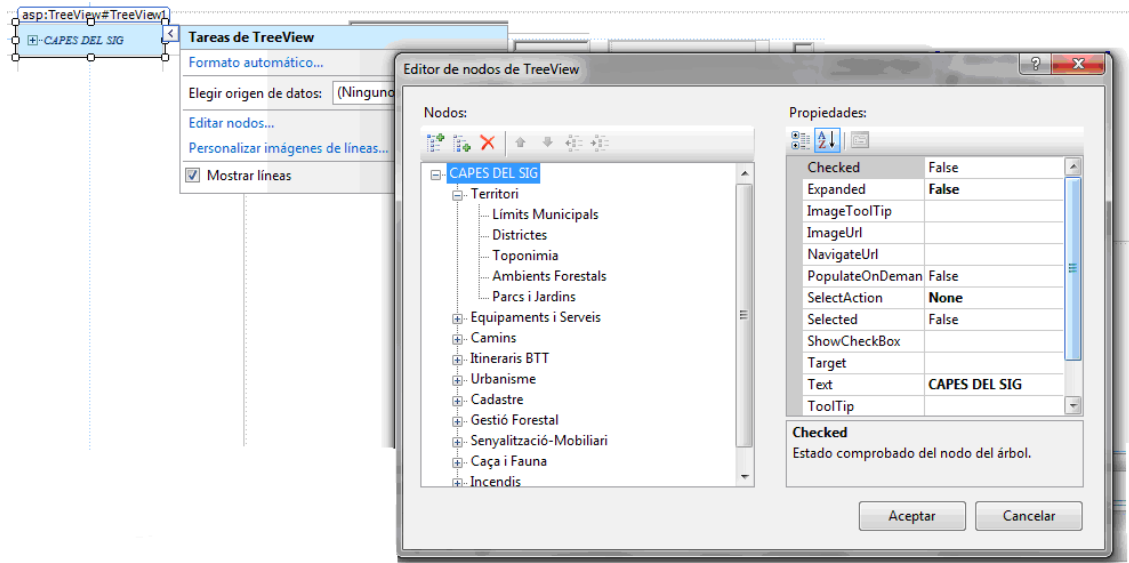 asp:TreeView#TreeView1
CAPES DEL SIG
Tareas de TreeView
Formato automático...
Elegir origen de datos: (Ninguno
Editar nodos...
Personalizar imágenes de líneas...
Mostrar líneas
Editor de nodos de TreeView
Nodos:
CAPES DEL SIG
Territori
Límits Municipals
Districtes
Toponimia
Ambients Forestals
Parcs i Jardins
Equipaments i Serveis
Camins
Itineraris BTT
Urbanisme
Cadastre
Gestió Forestal
Senyalització-Mobiliari
Caça i Fauna
Incendis
Propiedades:
Checked False
Expanded False
ImageToolTip
ImageUrl
NavigateUrl
PopulateOnDeman False
SelectAction None
Selected False
ShowCheckBox
Target
Text CAPES DEL SIG
ToolTip
Checked
Estado comprobado del nodo del árbol.
Aceptar Cancelar